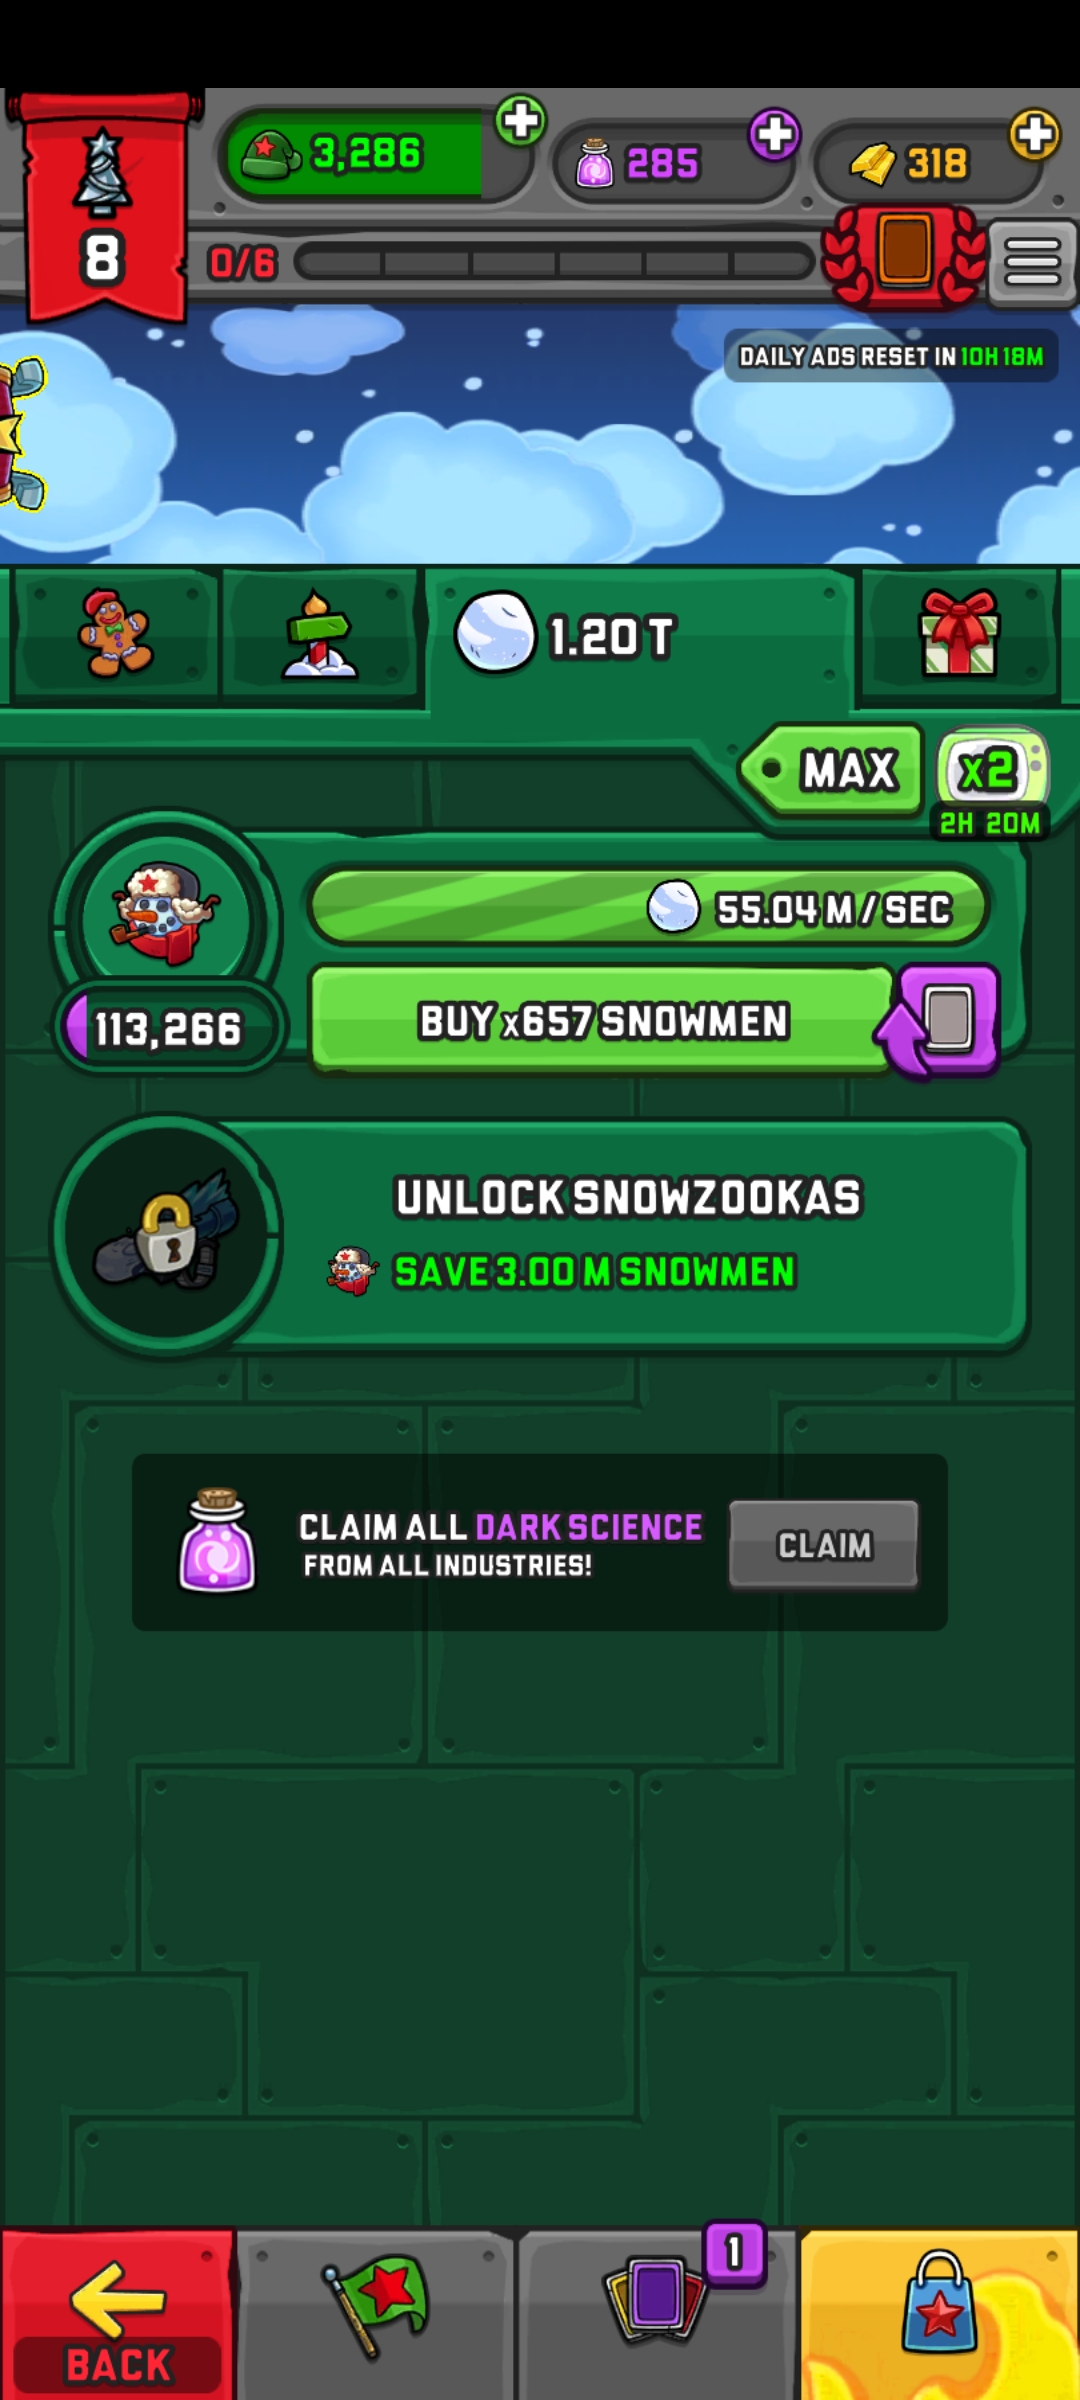 3,286
285
318
8
0/6
DAILY ADS RESET IN 10H 18M
1.20 T
MAX
x2
2H 20M
55.04 M / SEC
113,266
BUY x657 SNOWMEN
UNLOCK SNOWZOOKAS
SAVE 3.00 M SNOWMEN
CLAIM ALL DARK SCIENCE
FROM ALL INDUSTRIES!
CLAIM
1
BACK